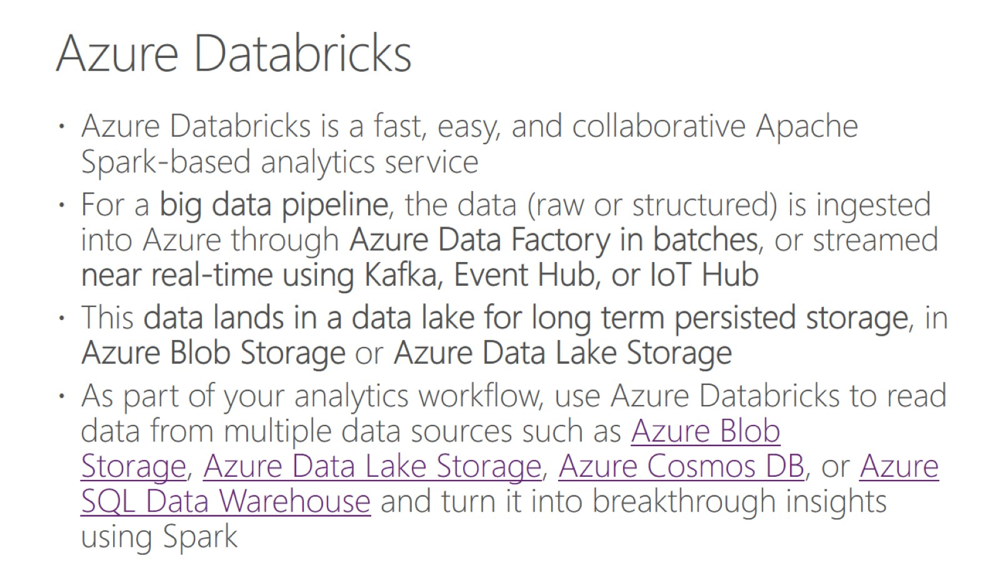 Azure Databricks
• Azure Databricks is a fast, easy, and collaborative Apache
Spark-based analytics service
• For a big data pipeline, the data (raw or structured) is ingested
into Azure through Azure Data Factory in batches, or streamed
near real-time using Kafka, Event Hub, or IoT Hub
• This data lands in a data lake for long term persisted storage, in
Azure Blob Storage or Azure Data Lake Storage
• As part of your analytics workflow, use Azure Databricks to read
data from multiple data sources such as Azure Blob
Storage, Azure Data Lake Storage, Azure Cosmos DB, or Azure
SQL Data Warehouse and turn it into breakthrough insights
using Spark